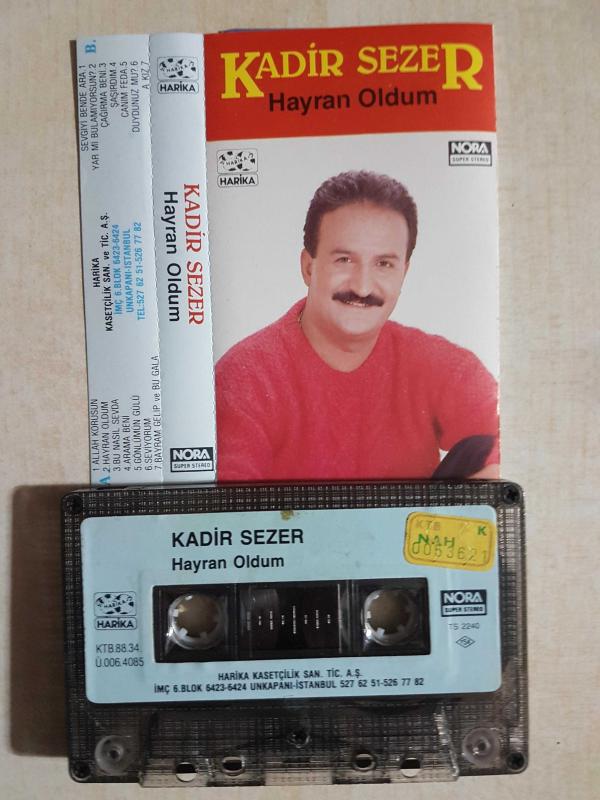 KADİR SEZER
Hayran Oldum
NORA
SUPER STEREO
HARİKA
HARİKA
KADİR SEZER
Hayran Oldum
NORA
SUPER STEREO
B.
SEVGİYİ BENDE ARA.1
YAR MI BULAMIYORSUN?.2
ÇAĞIRMA BENİ.3
ŞAŞIRDIM.4
CANIM FEDA.5
DUYDUNUZ MU?.6
A KIZ.7
HARİKA
KASETÇİLİK SAN. ve TİC. A.Ş.
İMÇ 6.BLOK 6423-6424
UNKAPANI-İSTANBUL
TEL:527 62 51-526 77 82
A
1.ALLAH KORUSUN
2.HAYRAN OLDUM
3.BU NASIL SEVDA
4.ARAMA BENİ
5.GÖNLÜMÜN GÜLÜ
6.SEVİYORUM
7.BAYRAM GELİP ve BU GALA
KADİR SEZER
Hayran Oldum
KTB K
NAH
0053621
HARİKA
NORA
SUPER STEREO
TS 2240
KTB.88.34.
Ü.006.4085
HARİKA KASETÇİLİK SAN. TİC. A.Ş.
İMÇ 6.BLOK 6423-6424 UNKAPANI-İSTANBUL 527 62 51-526 77 82